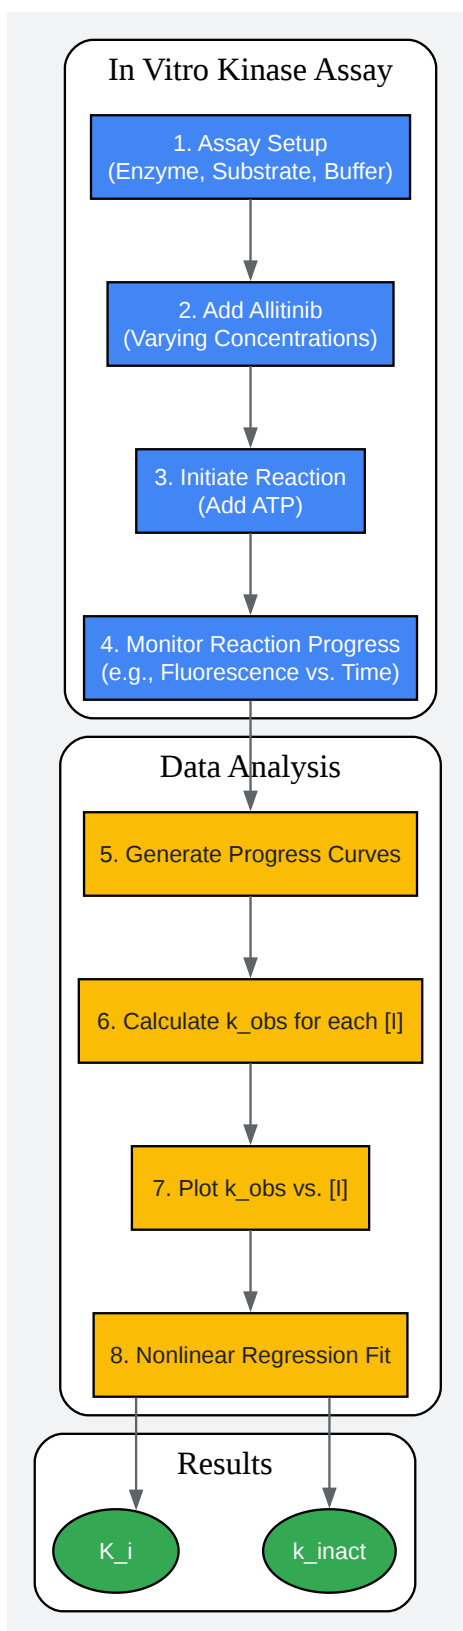 In Vitro Kinase Assay
1. Assay Setup
(Enzyme, Substrate, Buffer)
2. Add Allitinib
(Varying Concentrations)
3. Initiate Reaction
(Add ATP)
4. Monitor Reaction Progress
(e.g., Fluorescence vs. Time)
Data Analysis
5. Generate Progress Curves
6. Calculate k_obs for each [I]
7. Plot k_obs vs. [I]
8. Nonlinear Regression Fit
Results
K_i
k_inact